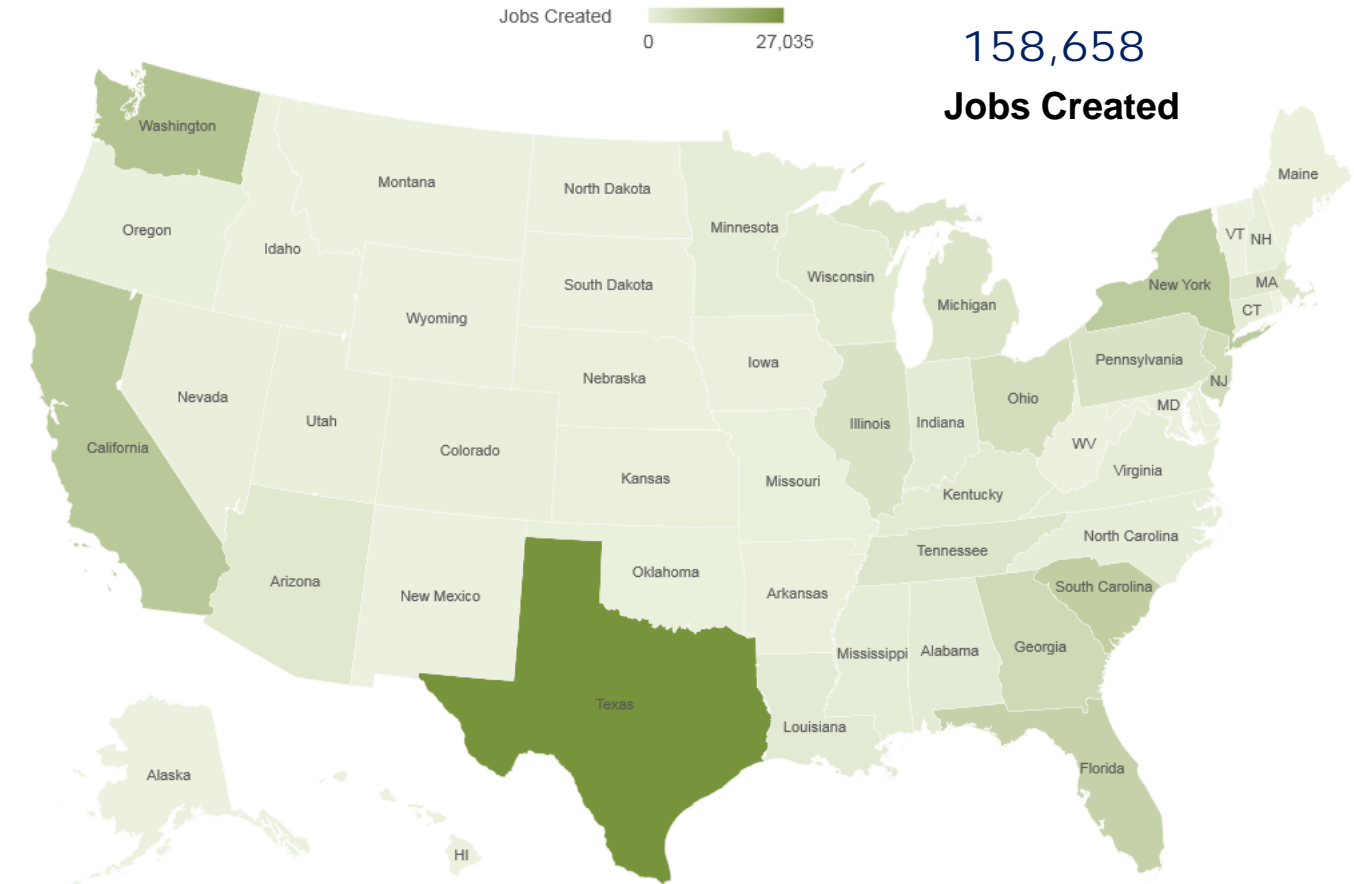 Jobs Created
0
27,035
158,658
Jobs Created
Washington
Montana
North Dakota
Minnesota
Maine
Oregon
Idaho
VT
NH
South Dakota
Wisconsin
Michigan
New York
MA
CT
Wyoming
Iowa
Pennsylvania
Nebraska
NJ
Nevada
Utah
Illinois
Indiana
Ohio
MD
California
Colorado
WV
Kansas
Missouri
Virginia
Kentucky
North Carolina
Tennessee
Arizona
Oklahoma
South Carolina
New Mexico
Arkansas
Mississippi
Alabama
Georgia
Texas
Louisiana
Alaska
Florida
HI